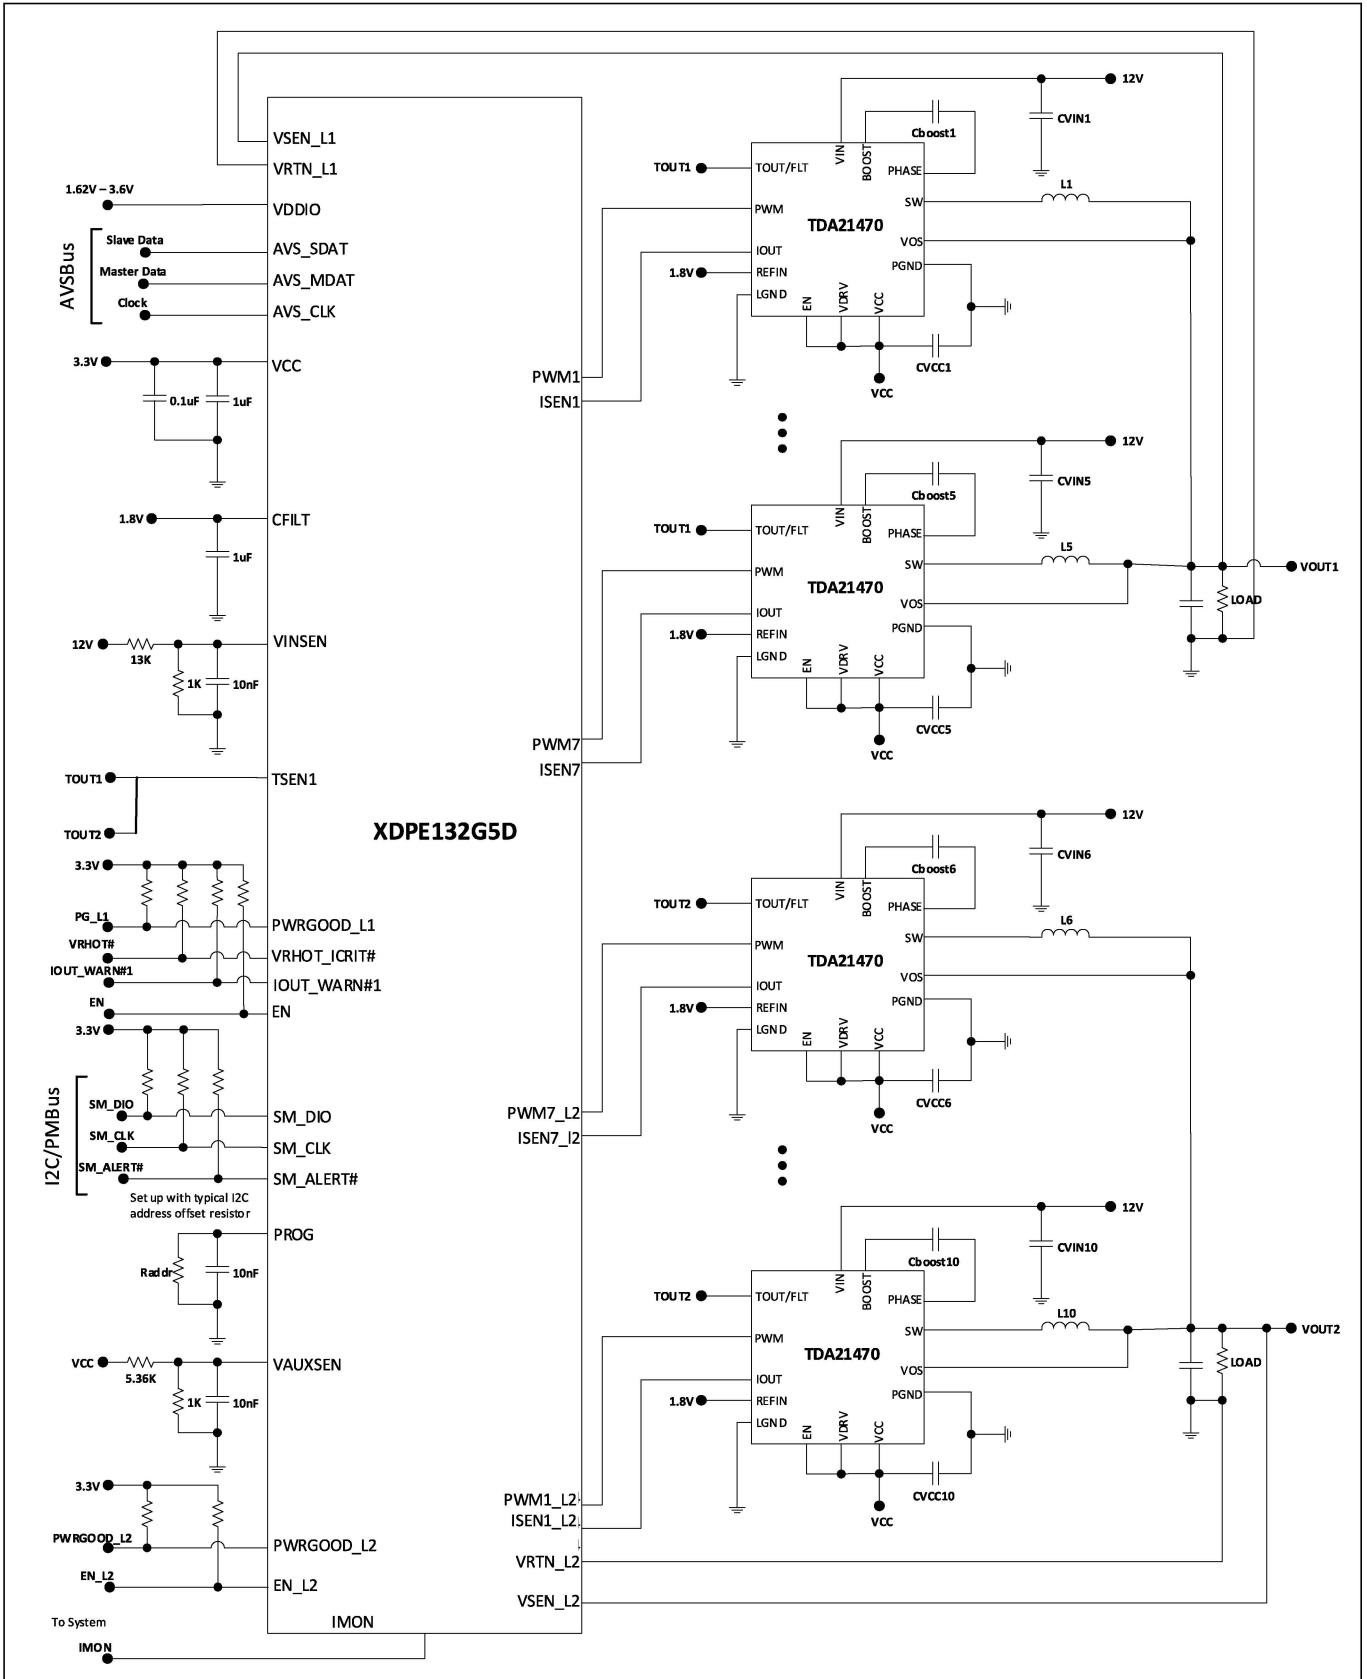 VSEN_L1
VRTN_L1
1.62V – 3.6V
VDDIO
AVSBus
Slave Data
AVS_SDAT
Master Data
AVS_MDAT
Clock
AVS_CLK
3.3V
VCC
0.1uF
1uF
1.8V
CFILT
1uF
12V
13K
VINSEN
1K
10nF
TOUT1
TSEN1
TOUT2
3.3V
PG_L1
PWRGOOD_L1
VRHOT#
VRHOT_ICRIT#
IOUT_WARN#1
IOUT_WARN#1
EN
EN
3.3V
I2C/PMBus
SM_DIO
SM_DIO
SM_CLK
SM_CLK
SM_ALERT#
SM_ALERT#
Set up with typical I2C
address offset resistor
PROG
Raddr
10nF
VCC
5.36K
VAUXSEN
1K
10nF
3.3V
PWRGOOD_L2
PWRGOOD_L2
EN_L2
EN_L2
To System
IMON
IMON
XDPE132G5D
PWM1
ISEN1
PWM7
ISEN7
PWM7_L2
ISEN7_l2
PWM1_L2
ISEN1_L2
VRTN_L2
VSEN_L2
12V
CVIN1
Cboost1
TOUT1
TOUT/FLT
VIN
BOOST
PHASE
L1
PWM
SW
TDA21470
VOS
IOUT
1.8V
REFIN
PGND
LGND
EN
VDRV
VCC
CVCC1
VCC
12V
CVIN5
Cboost5
TOUT1
TOUT/FLT
VIN
BOOST
PHASE
L5
PWM
SW
TDA21470
VOS
IOUT
1.8V
REFIN
PGND
LGND
EN
VDRV
VCC
CVCC5
VCC
VOUT1
LOAD
12V
CVIN6
Cboost6
TOUT2
TOUT/FLT
VIN
BOOST
PHASE
L6
PWM
SW
TDA21470
VOS
IOUT
1.8V
REFIN
PGND
LGND
EN
VDRV
VCC
CVCC6
VCC
12V
CVIN10
Cboost10
TOUT2
TOUT/FLT
VIN
BOOST
PHASE
L10
PWM
SW
TDA21470
VOS
IOUT
1.8V
REFIN
PGND
LGND
EN
VDRV
VCC
CVCC10
VCC
VOUT2
LOAD